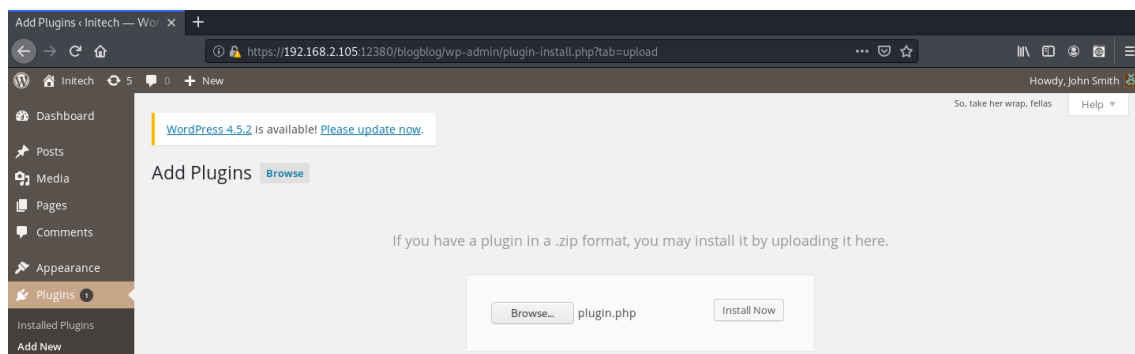 Add Plugins ‹ Initech — Wor
https://192.168.2.105:12380/blogblog/wp-admin/plugin-install.php?tab=upload
Initech 5 0 + New Howdy, John Smith
Dashboard
So, take her wrap, fellas Help
WordPress 4.5.2 is available! Please update now.
Posts
Media
Pages
Comments
Appearance
Plugins 1
Installed Plugins
Add New
Add Plugins Browse
If you have a plugin in a .zip format, you may install it by uploading it here.
Browse... plugin.php Install Now